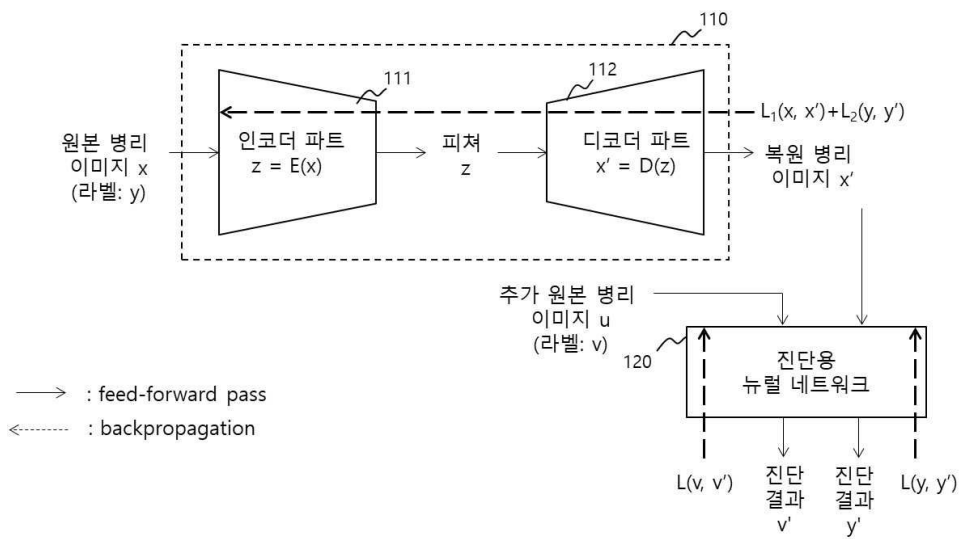 110
111
112
L₁(x, x′)+L₂(y, y′)
원본 병리
이미지 x
(라벨: y)
인코더 파트
z = E(x)
피쳐
z
디코더 파트
x′ = D(z)
복원 병리
이미지 x′
추가 원본 병리
이미지 u
(라벨: v)
120
진단용
뉴럴 네트워크
: feed-forward pass
: backpropagation
L(v, v′)
진단
결과
v'
진단
결과
y'
L(y, y′)